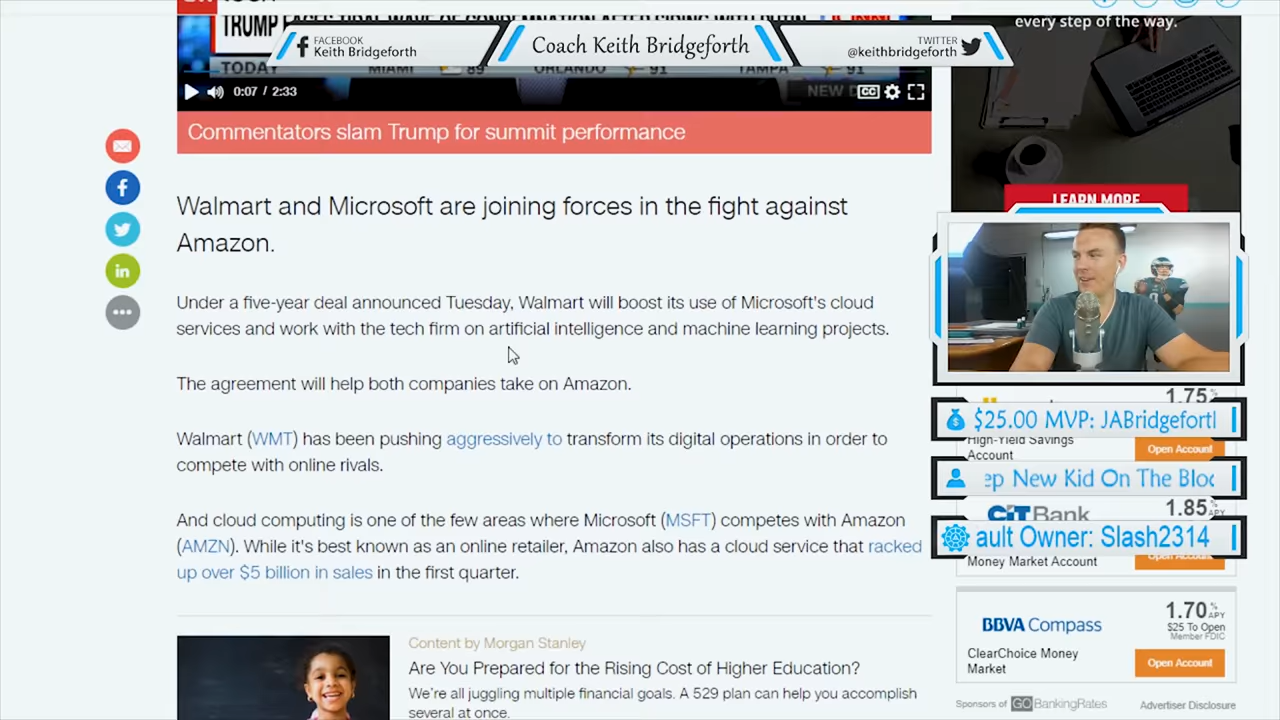 every step of the way.
FACEBOOK
Keith Bridgeforth
Coach Keith Bridgeforth
TWITTER
@keithbridgeforth
TODAY MIAMI 89 ORLANDO 91 TAMPA 91
0:07 / 2:33
NEW
CC
Commentators slam Trump for summit performance
LEARN MORE
Walmart and Microsoft are joining forces in the fight against
Amazon.
Under a five-year deal announced Tuesday, Walmart will boost its use of Microsoft's cloud
services and work with the tech firm on artificial intelligence and machine learning projects.
The agreement will help both companies take on Amazon.
Walmart (WMT) has been pushing aggressively to transform its digital operations in order to
compete with online rivals.
And cloud computing is one of the few areas where Microsoft (MSFT) competes with Amazon
(AMZN). While it's best known as an online retailer, Amazon also has a cloud service that racked
up over $5 billion in sales in the first quarter.
Content by Morgan Stanley
Are You Prepared for the Rising Cost of Higher Education?
We're all juggling multiple financial goals. A 529 plan can help you accomplish
several at once.
1.75%
$25.00 MVP: JABridgefort
High-Yield Savings
Account
Open Account
ep New Kid On The Bloc
CIT Bank
1.85%
APY
ault Owner: Slash2314
Money Market Account
Open Account
BBVA Compass
1.70%
APY
$25 To Open
Member FDIC
ClearChoice Money
Market
Open Account
Sponsors of GOBankingRates
Advertiser Disclosure